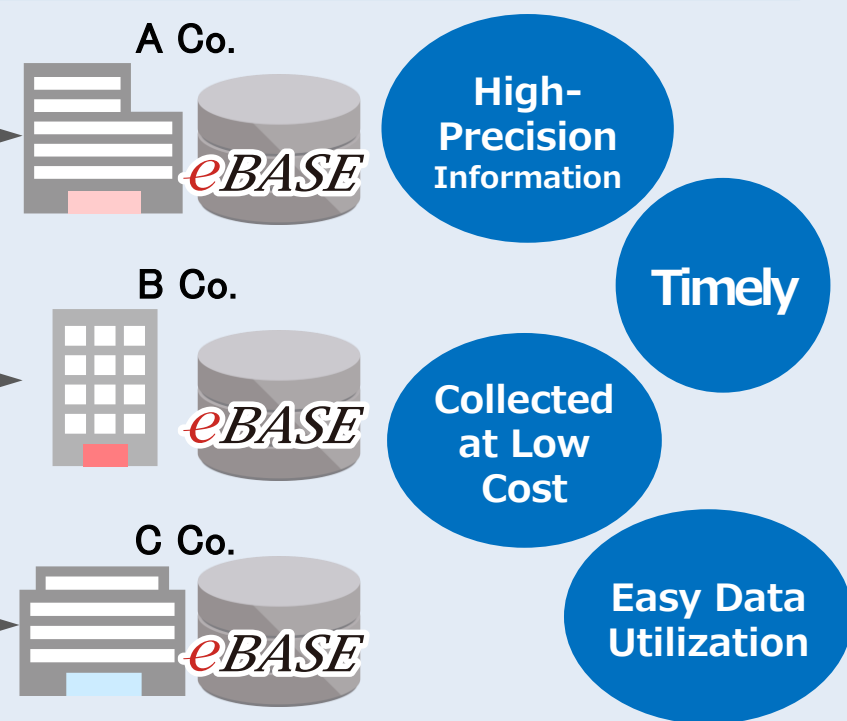 A Co.
eBASE
High-
Precision
Information
Timely
B Co.
eBASE
Collected
at Low
Cost
C Co.
eBASE
Easy Data
Utilization